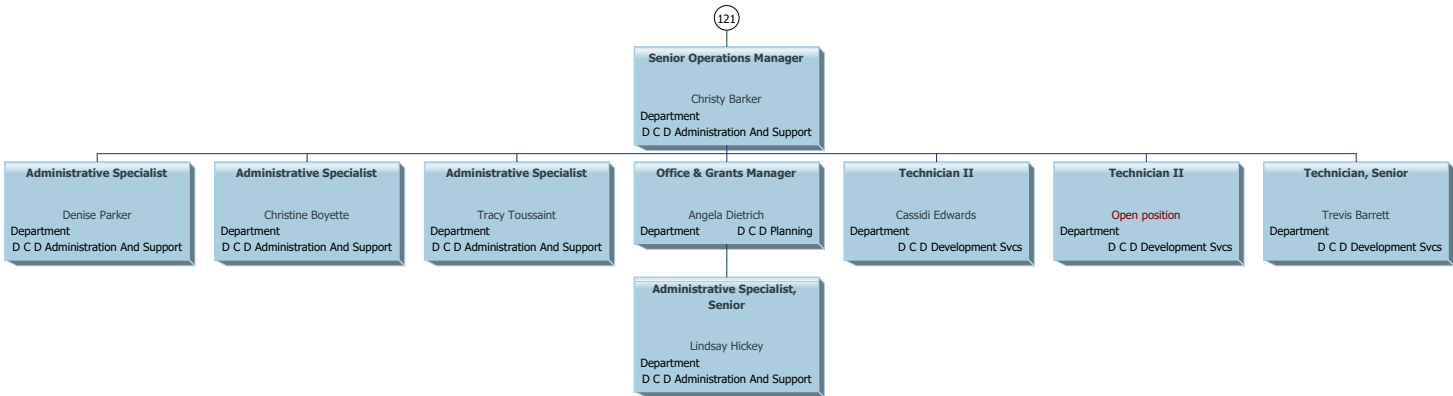 121
Senior Operations Manager
Christy Barker
Department
D C D Administration And Support
Administrative Specialist
Denise Parker
Department
D C D Administration And Support
Administrative Specialist
Christine Boyette
Department
D C D Administration And Support
Administrative Specialist
Tracy Toussaint
Department
D C D Administration And Support
Office & Grants Manager
Angela Dietrich
Department D C D Planning
Technician II
Cassidi Edwards
Department
D C D Development Svcs
Technician II
Open position
Department
D C D Development Svcs
Technician, Senior
Trevis Barrett
Department
D C D Development Svcs
Administrative Specialist,
Senior
Lindsay Hickey
Department
D C D Administration And Support